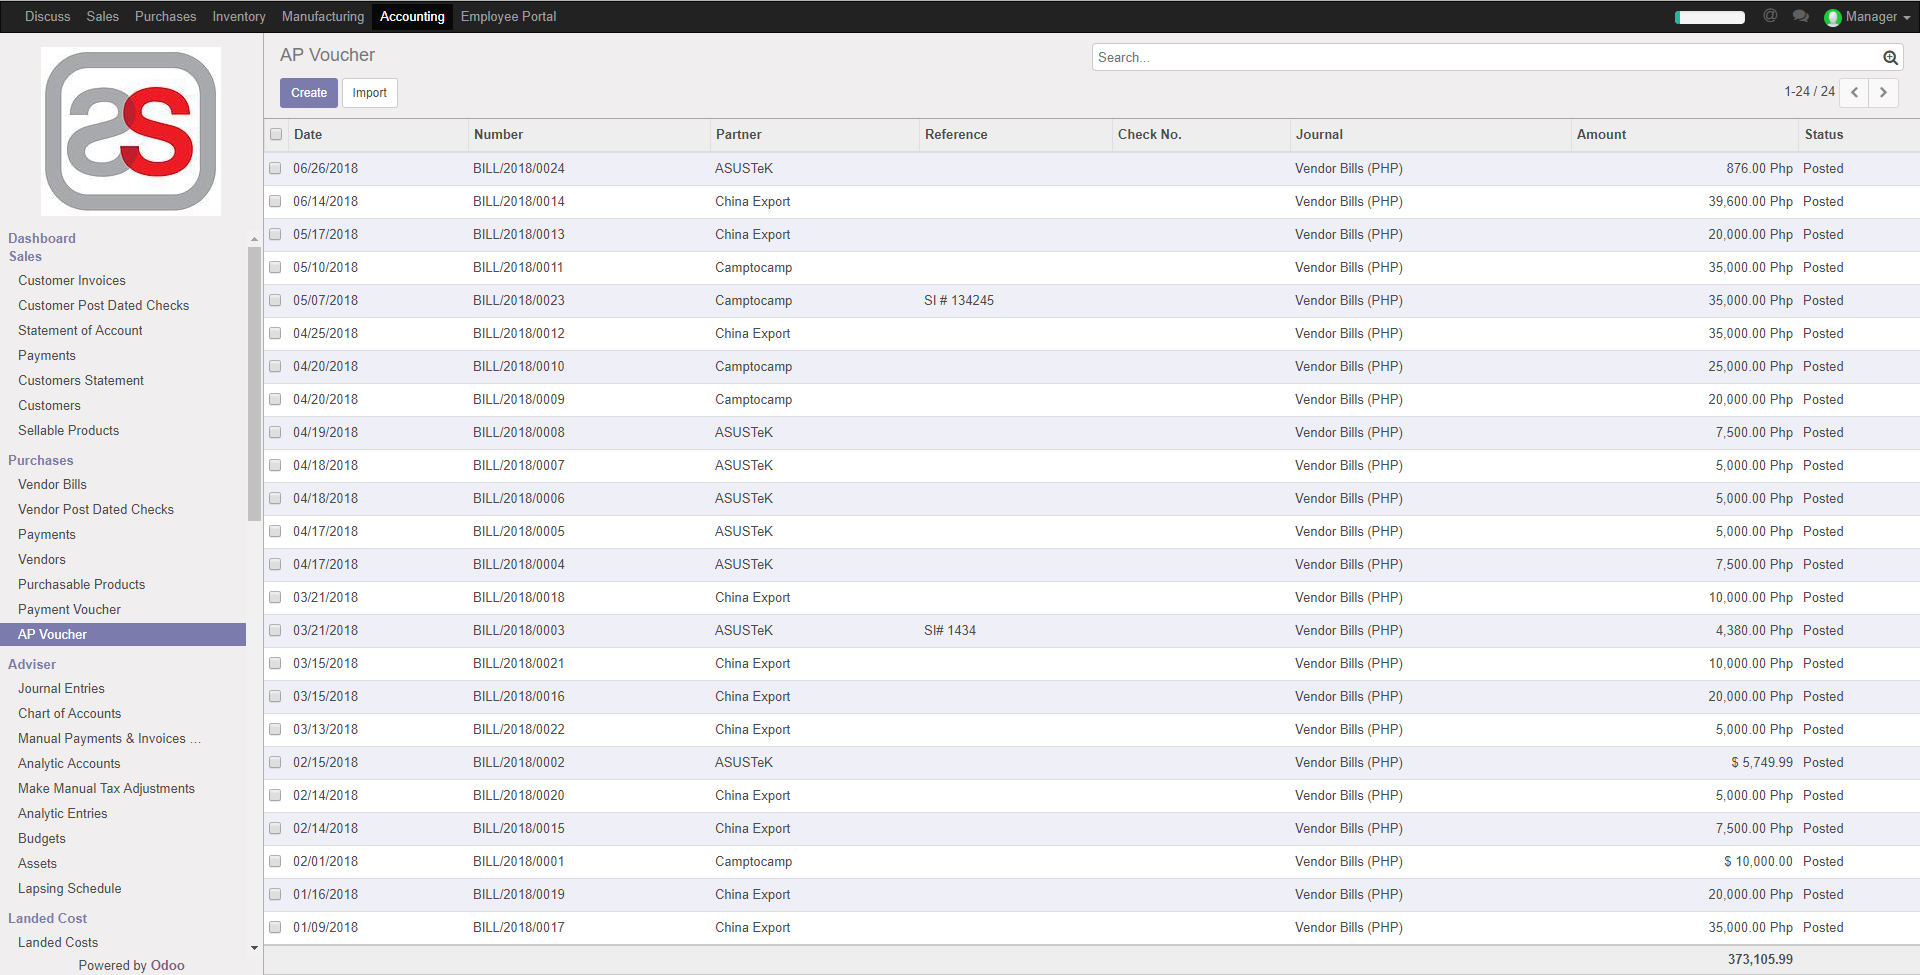 Discuss Sales Purchases Inventory Manufacturing Accounting Employee Portal @ Manager
AP Voucher
Search...
Create Import
1-24 / 24
Dashboard
Sales
Customer Invoices
Customer Post Dated Checks
Statement of Account
Payments
Customers Statement
Customers
Sellable Products
Purchases
Vendor Bills
Vendor Post Dated Checks
Payments
Vendors
Purchasable Products
Payment Voucher
AP Voucher
Adviser
Journal Entries
Chart of Accounts
Manual Payments & Invoices ...
Analytic Accounts
Make Manual Tax Adjustments
Analytic Entries
Budgets
Assets
Lapsing Schedule
Landed Cost
Landed Costs
Powered by Odoo
Date Number Partner Reference Check No. Journal Amount Status
06/26/2018 BILL/2018/0024 ASUSTeK Vendor Bills (PHP) 876.00 Php Posted
06/14/2018 BILL/2018/0014 China Export Vendor Bills (PHP) 39,600.00 Php Posted
05/17/2018 BILL/2018/0013 China Export Vendor Bills (PHP) 20,000.00 Php Posted
05/10/2018 BILL/2018/0011 Camptocamp Vendor Bills (PHP) 35,000.00 Php Posted
05/07/2018 BILL/2018/0023 Camptocamp SI # 134245 Vendor Bills (PHP) 35,000.00 Php Posted
04/25/2018 BILL/2018/0012 China Export Vendor Bills (PHP) 35,000.00 Php Posted
04/20/2018 BILL/2018/0010 Camptocamp Vendor Bills (PHP) 25,000.00 Php Posted
04/20/2018 BILL/2018/0009 Camptocamp Vendor Bills (PHP) 20,000.00 Php Posted
04/19/2018 BILL/2018/0008 ASUSTeK Vendor Bills (PHP) 7,500.00 Php Posted
04/18/2018 BILL/2018/0007 ASUSTeK Vendor Bills (PHP) 5,000.00 Php Posted
04/18/2018 BILL/2018/0006 ASUSTeK Vendor Bills (PHP) 5,000.00 Php Posted
04/17/2018 BILL/2018/0005 ASUSTeK Vendor Bills (PHP) 5,000.00 Php Posted
04/17/2018 BILL/2018/0004 ASUSTeK Vendor Bills (PHP) 7,500.00 Php Posted
03/21/2018 BILL/2018/0018 China Export Vendor Bills (PHP) 10,000.00 Php Posted
03/21/2018 BILL/2018/0003 ASUSTeK SI# 1434 Vendor Bills (PHP) 4,380.00 Php Posted
03/15/2018 BILL/2018/0021 China Export Vendor Bills (PHP) 10,000.00 Php Posted
03/15/2018 BILL/2018/0016 China Export Vendor Bills (PHP) 20,000.00 Php Posted
03/13/2018 BILL/2018/0022 China Export Vendor Bills (PHP) 5,000.00 Php Posted
02/15/2018 BILL/2018/0002 ASUSTeK Vendor Bills (PHP) $ 5,749.99 Posted
02/14/2018 BILL/2018/0020 China Export Vendor Bills (PHP) 5,000.00 Php Posted
02/14/2018 BILL/2018/0015 China Export Vendor Bills (PHP) 7,500.00 Php Posted
02/01/2018 BILL/2018/0001 Camptocamp Vendor Bills (PHP) $ 10,000.00 Posted
01/16/2018 BILL/2018/0019 China Export Vendor Bills (PHP) 20,000.00 Php Posted
01/09/2018 BILL/2018/0017 China Export Vendor Bills (PHP) 35,000.00 Php Posted
373,105.99